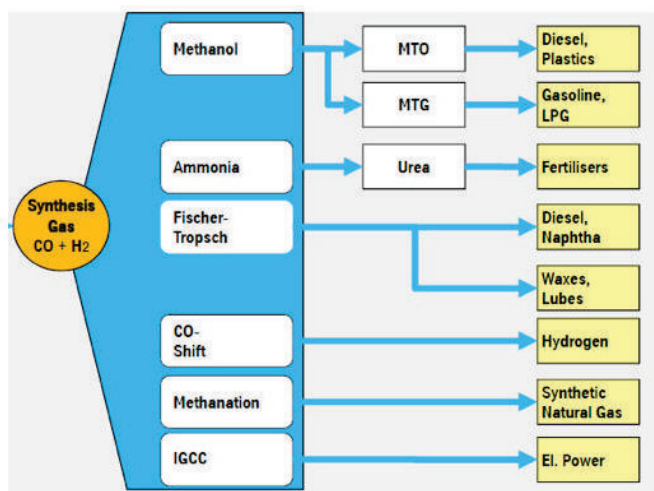 Methanol
MTO
Diesel,
Plastics
MTG
Gasoline,
LPG
Ammonia
Urea
Fertilisers
Synthesis
Gas
CO + H2
Fischer-
Tropsch
Diesel,
Naphtha
Waxes,
Lubes
CO-
Shift
Hydrogen
Methanation
Synthetic
Natural Gas
IGCC
El. Power